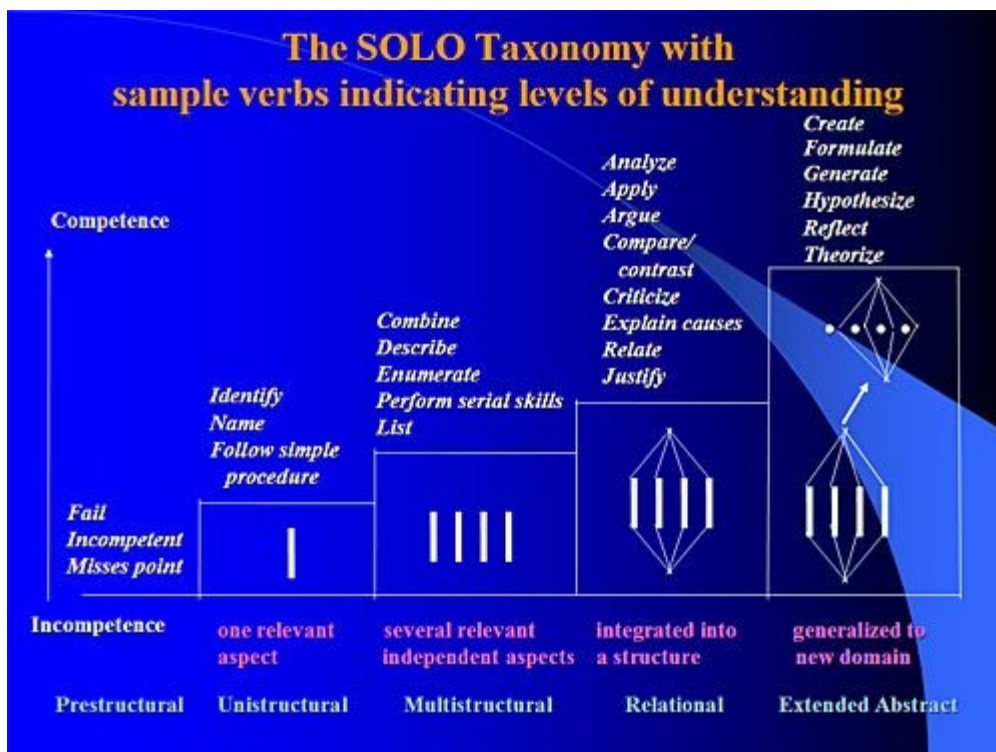 The SOLO Taxonomy with
sample verbs indicating levels of understanding
Competence
Incompetence
Fail
Incompetent
Misses point
Identify
Name
Follow simple
procedure
Combine
Describe
Enumerate
Perform serial skills
List
Analyze
Apply
Argue
Compare/
contrast
Criticize
Explain causes
Relate
Justify
Create
Formulate
Generate
Hypothesize
Reflect
Theorize
one relevant
aspect
several relevant
independent aspects
integrated into
a structure
generalized to
new domain
Prestructural
Unistructural
Multistructural
Relational
Extended Abstract